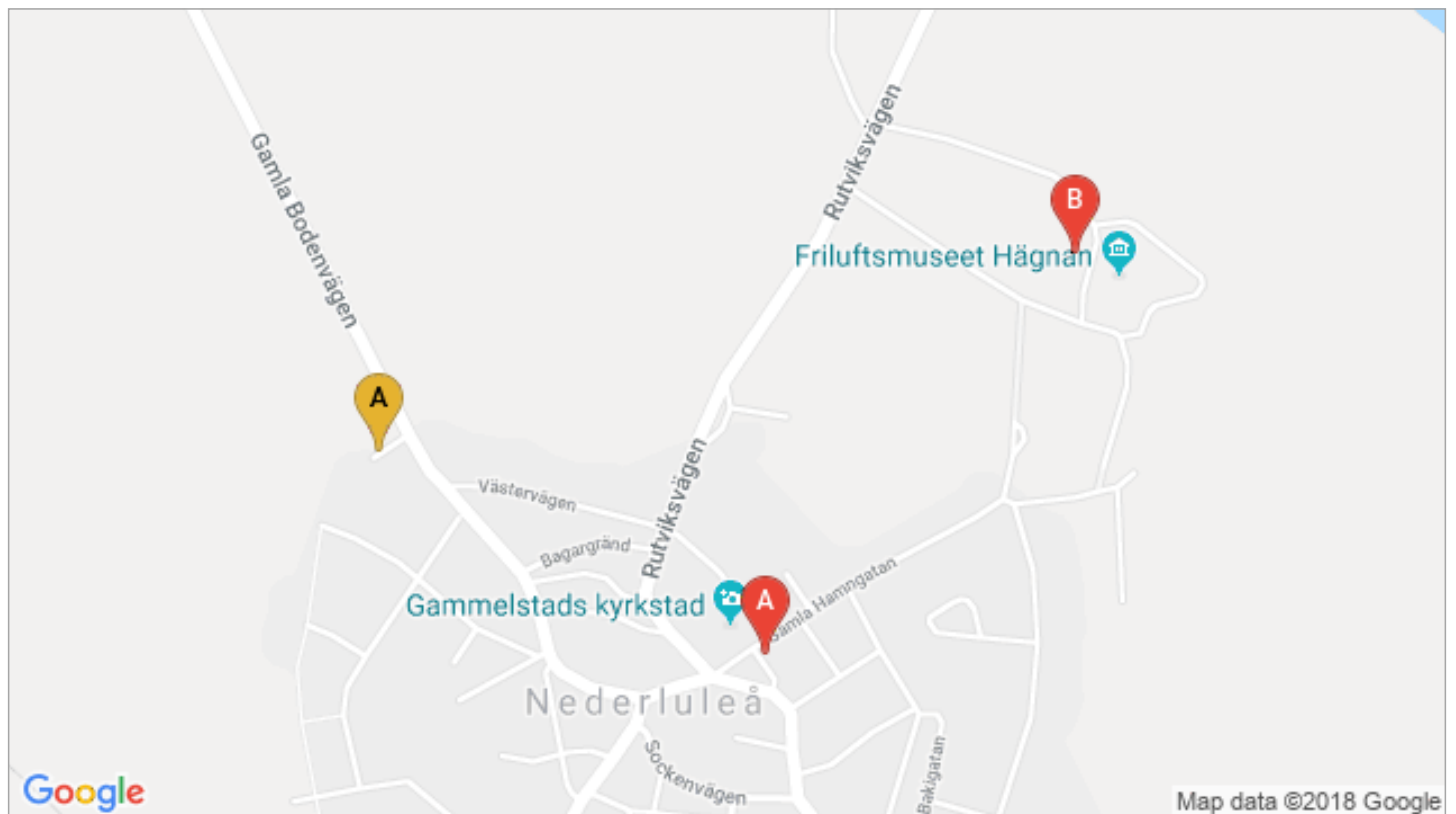 Gamla Bodenvägen
Rutviksvägen
Rutviksvägen
B
Friluftsmuseet Hägnan
A
Västervägen
Bagargränd
Rutviksvägen
Gammelstads kyrkstad
A
Gamla Hamngatan
Nederluleå
Sockenvägen
Bakigatan
Google
Map data ©2018 Google